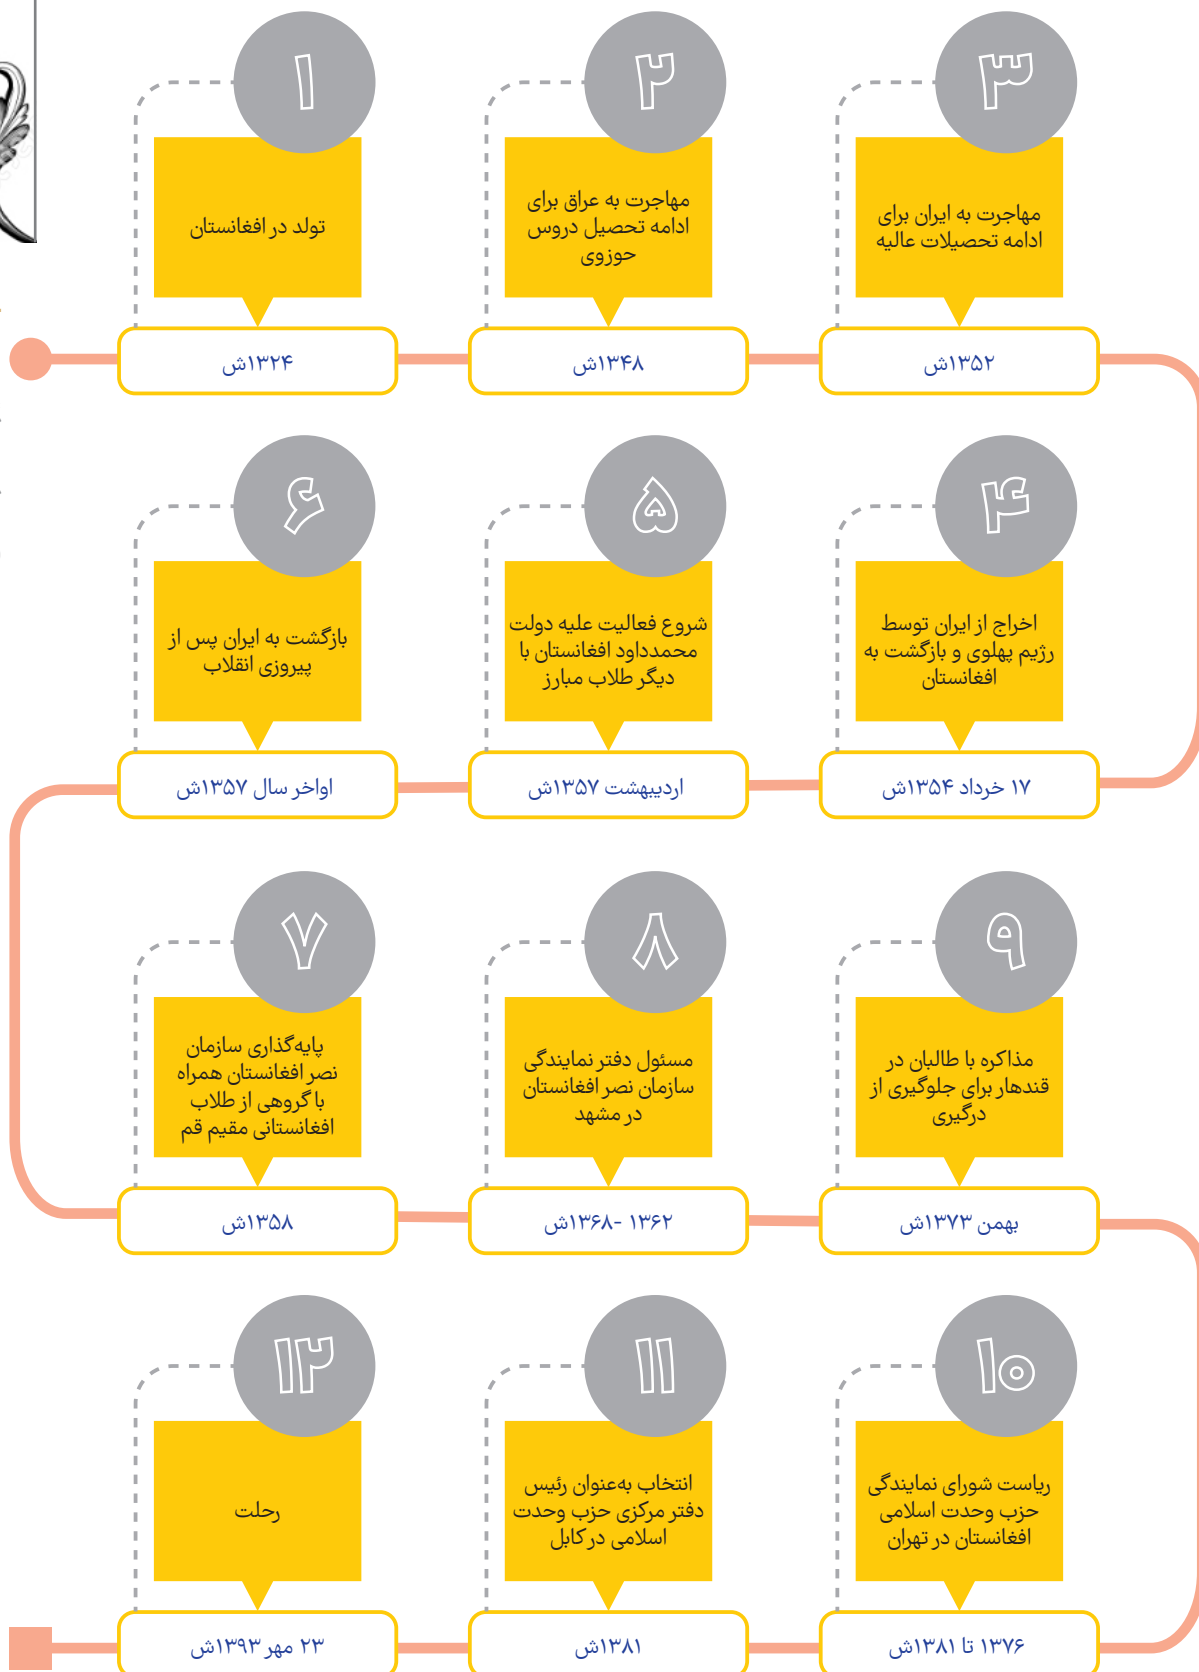 ۱
تولد در افغانستان
۱۳۲۴ش
۲
مهاجرت به عراق برای
ادامه تحصیل دروس
حوزوی
۱۳۴۸ش
۳
مهاجرت به ایران برای
ادامه تحصیلات عالیه
۱۳۵۲ش
۴
اخراج از ایران توسط
رژیم پهلوی و بازگشت به
افغانستان
۱۷ خرداد ۱۳۵۴ش
۵
شروع فعالیت علیه دولت
محمدداود افغانستان با
دیگر طلاب مبارز
اردیبهشت ۱۳۵۷ش
۶
بازگشت به ایران پس از
پیروزی انقلاب
اواخر سال ۱۳۵۷ش
۷
پایه‌گذاری سازمان
نصر افغانستان همراه
با گروهی از طلاب
افغانستانی مقیم قم
۱۳۵۸ش
۸
مسئول دفتر نمایندگی
سازمان نصر افغانستان
در مشهد
۱۳۶۲ -۱۳۶۸ش
۹
مذاکره با طالبان در
قندهار برای جلوگیری از
درگیری
بهمن ۱۳۷۳ش
۱۰
ریاست شورای نمایندگی
حزب وحدت اسلامی
افغانستان در تهران
۱۳۷۶ تا ۱۳۸۱ش
۱۱
انتخاب به‌عنوان رئیس
دفتر مرکزی حزب وحدت
اسلامی در کابل
۱۳۸۱ش
۱۲
رحلت
۲۳ مهر ۱۳۹۳ش